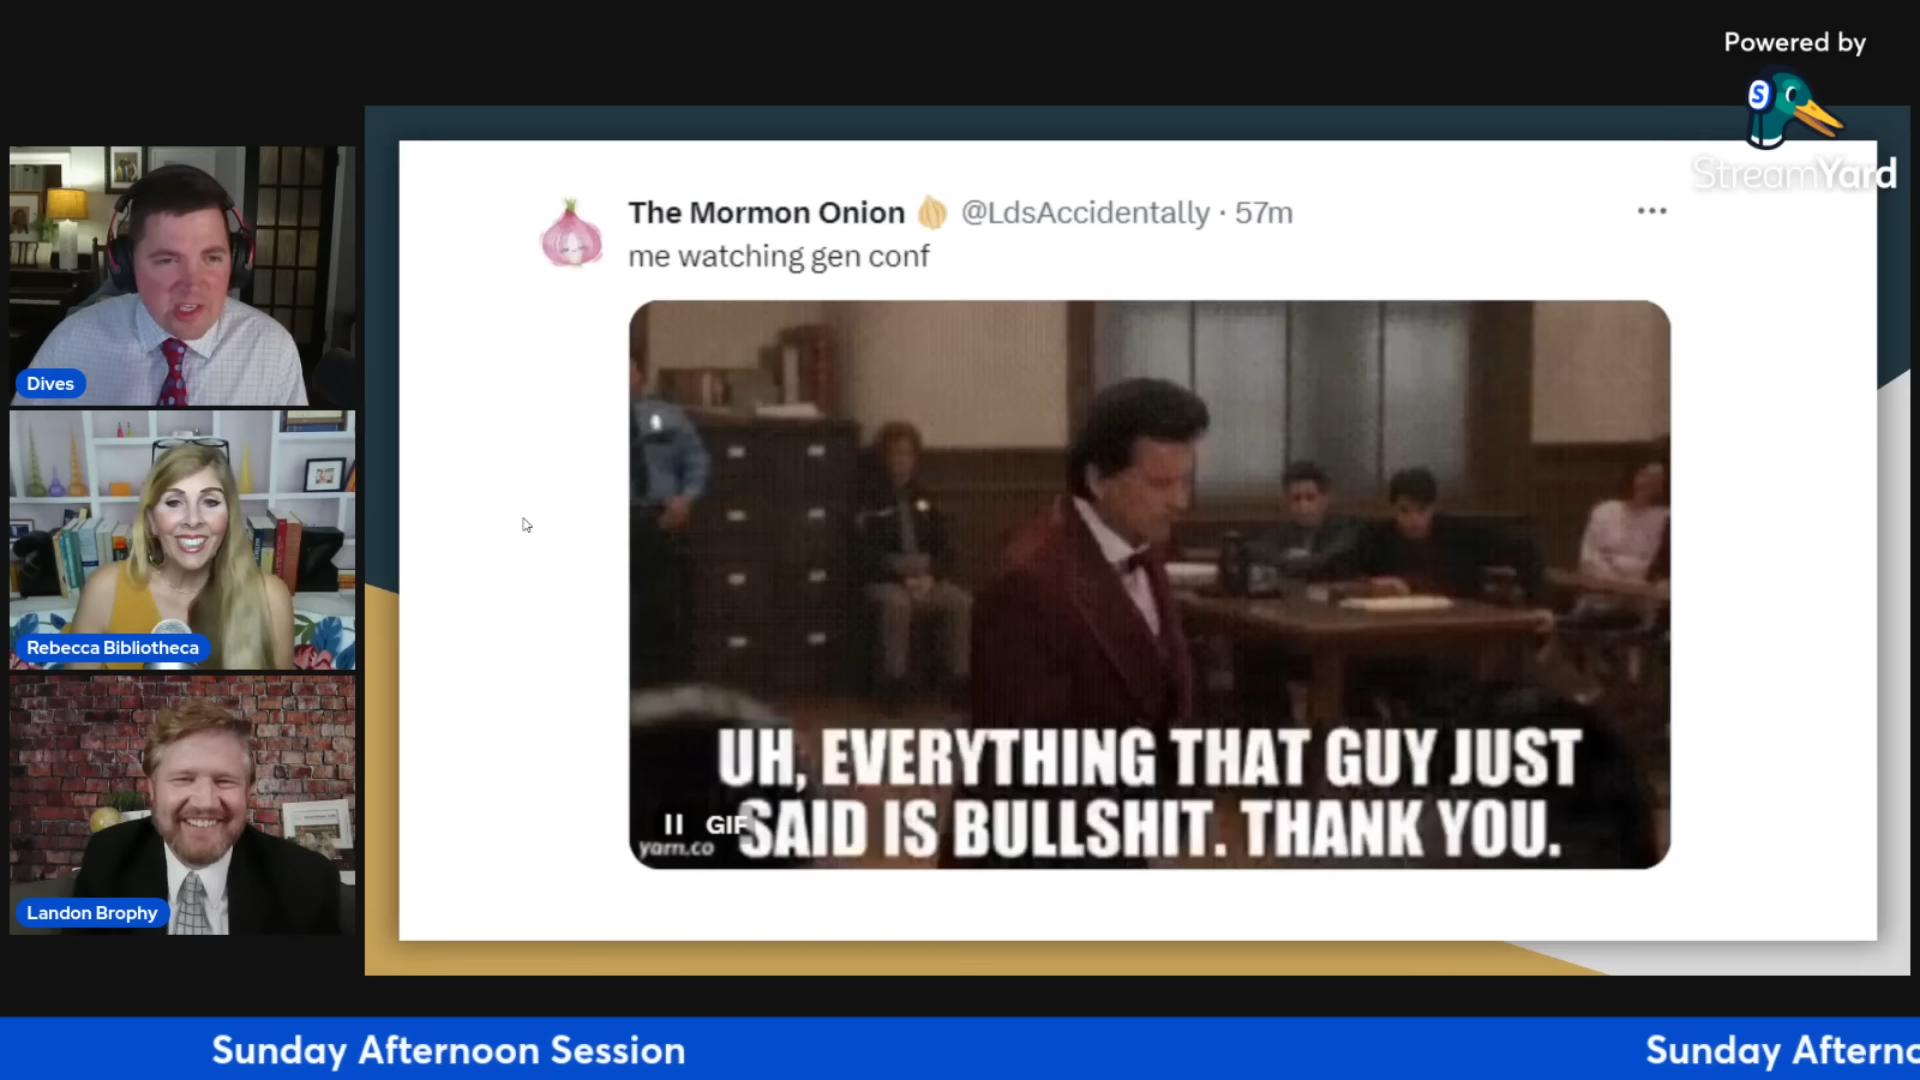 Powered by
S
StreamYard
The Mormon Onion @LdsAccidentally · 57m
me watching gen conf
UH, EVERYTHING THAT GUY JUST
SAID IS BULLSHIT. THANK YOU.
GIF
yarn.co
Dives
Rebecca Bibliotheca
Landon Brophy
Sunday Afternoon Session
Sunday Afterno